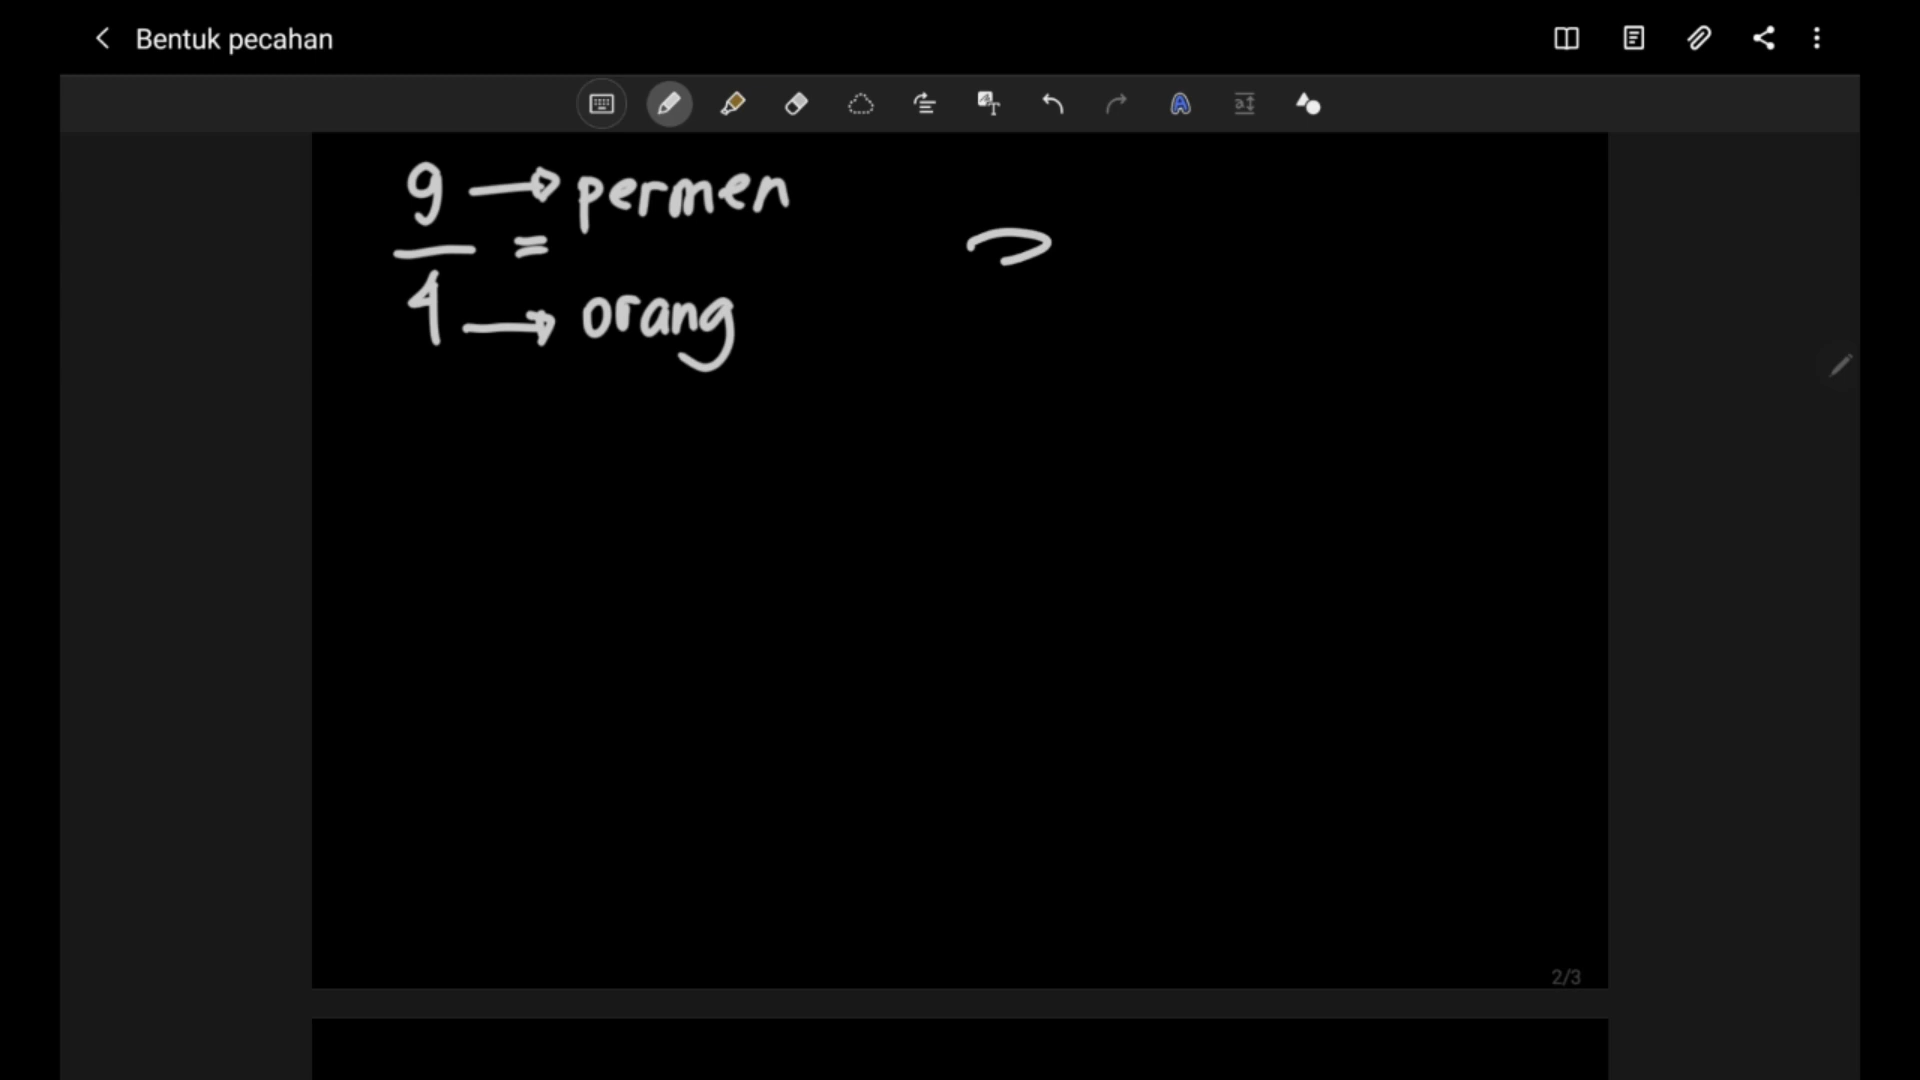 Bentuk pecahan
9 → permen
=
4 → orang
2/3